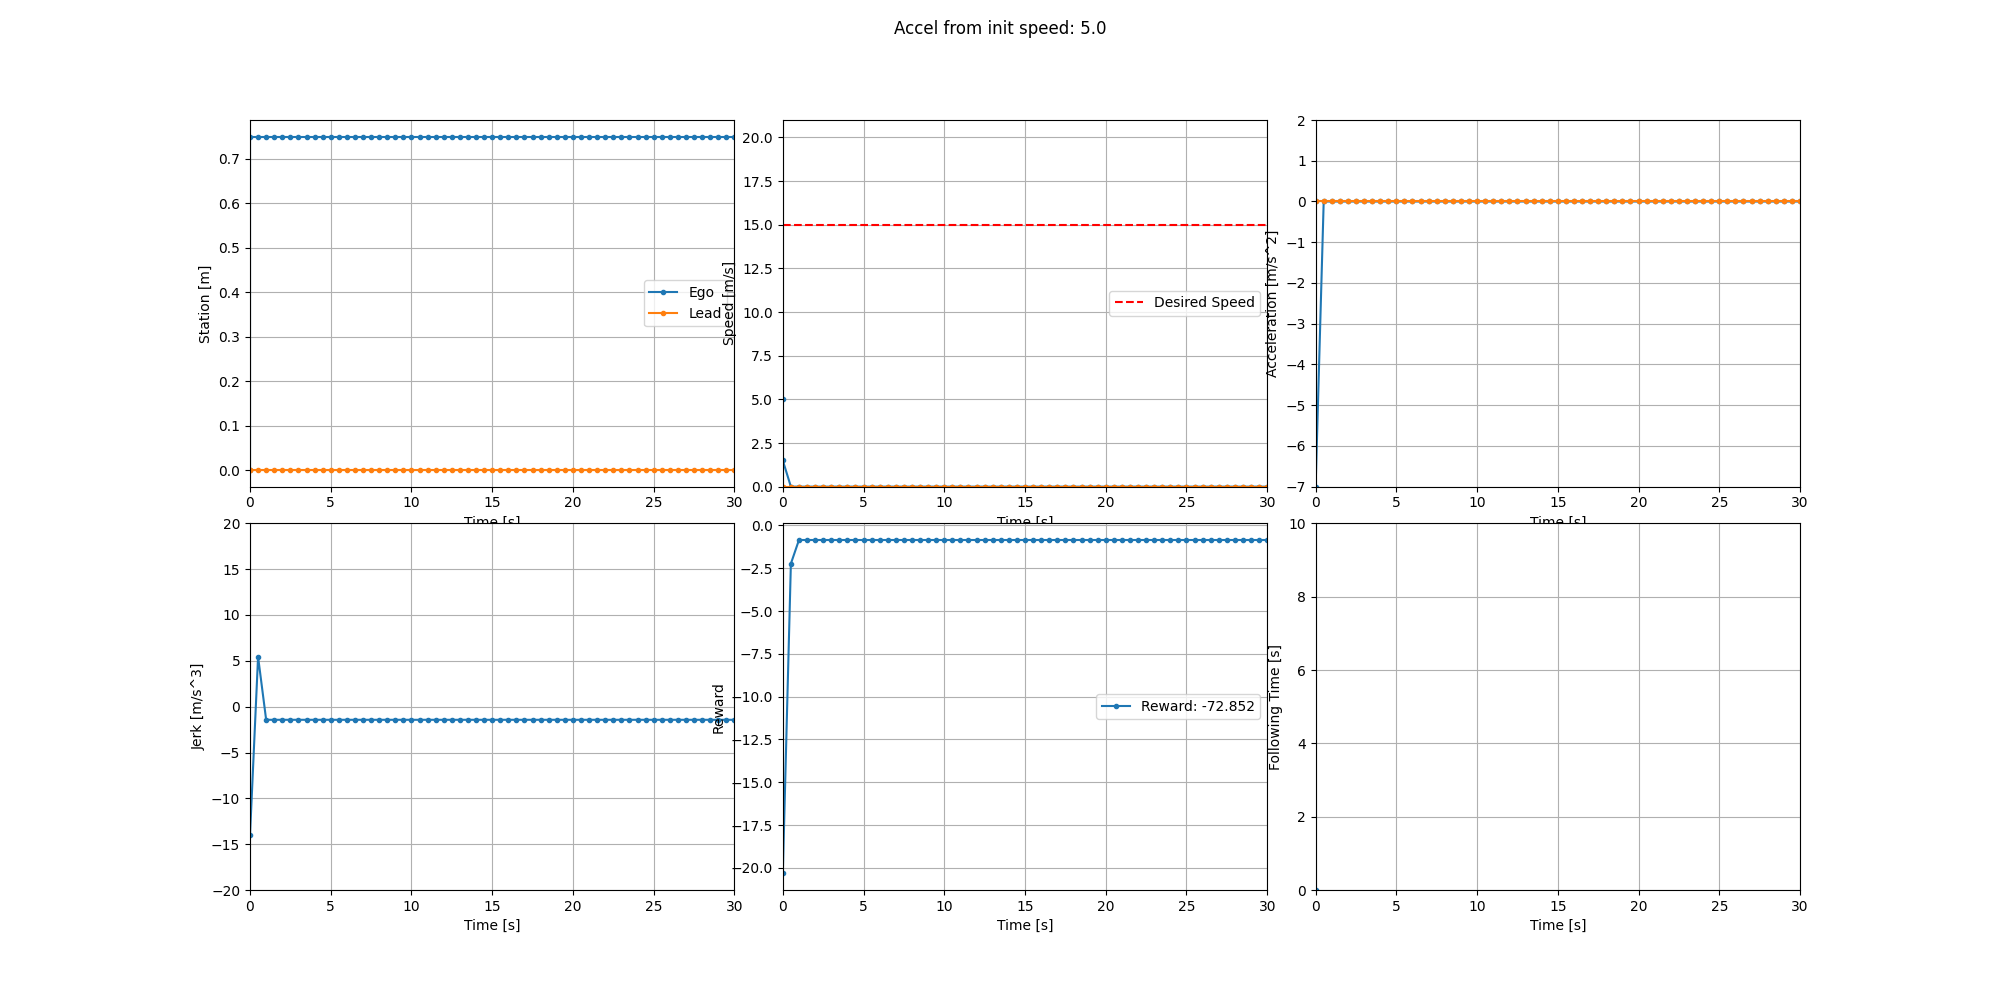 Accel from init speed: 5.0
Station [m]
0.7
0.6
0.5
0.4
0.3
0.2
0.1
0.0
0 5 10 15 20 25 30
Time [s]
Ego
Lead
Speed [m/s]
20.0
17.5
15.0
12.5
10.0
7.5
5.0
2.5
0.0
0 5 10 15 20 25 30
Time [s]
Desired Speed
Acceleration [m/s^2]
2
1
0
−1
−2
−3
−4
−5
−6
−7
0 5 10 15 20 25 30
Time [s]
Jerk [m/s^3]
20
15
10
5
0
−5
−10
−15
−20
0 5 10 15 20 25 30
Time [s]
Reward
0.0
−2.5
−5.0
−7.5
−10.0
−12.5
−15.0
−17.5
−20.0
0 5 10 15 20 25 30
Time [s]
Reward: -72.852
Following Time [s]
10
8
6
4
2
0
0 5 10 15 20 25 30
Time [s]